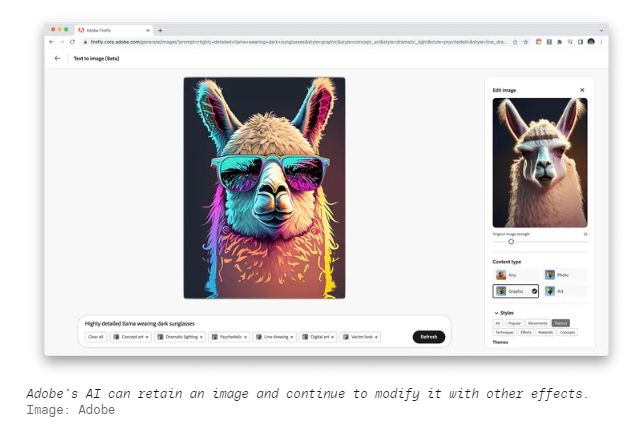 Adobe Firefly
firefly.corp.adobe.com/generate/images?prompt=Highly+detailed+llama+wearing+dark+sunglasses&style=graphic&style=concept_art&style=dramatic_light&style=psychedelic&style=line_dra...
Text to image (Beta)
Edit image
Original image strength
Content type
Any
Photo
Graphic
Art
Styles
All Popular Movements Themes
Techniques Effects Materials Concepts
Themes
Highly detailed llama wearing dark sunglasses
Clear all Concept art Dramatic lighting Psychedelic Line drawing Digital art Vector look Refresh
Adobe's AI can retain an image and continue to modify it with other effects.
Image: Adobe